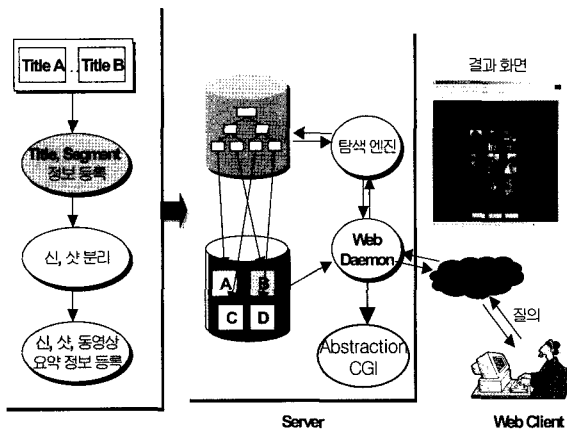 Title A .. Title B
Title, Segment
정보 등록
신, 샷 분리
신, 샷, 동영상
요약 정보 등록
탐색 엔진
Web
Daemon
A B
C D
Abstraction
CGI
Server
결과 화면
질의
Web Client